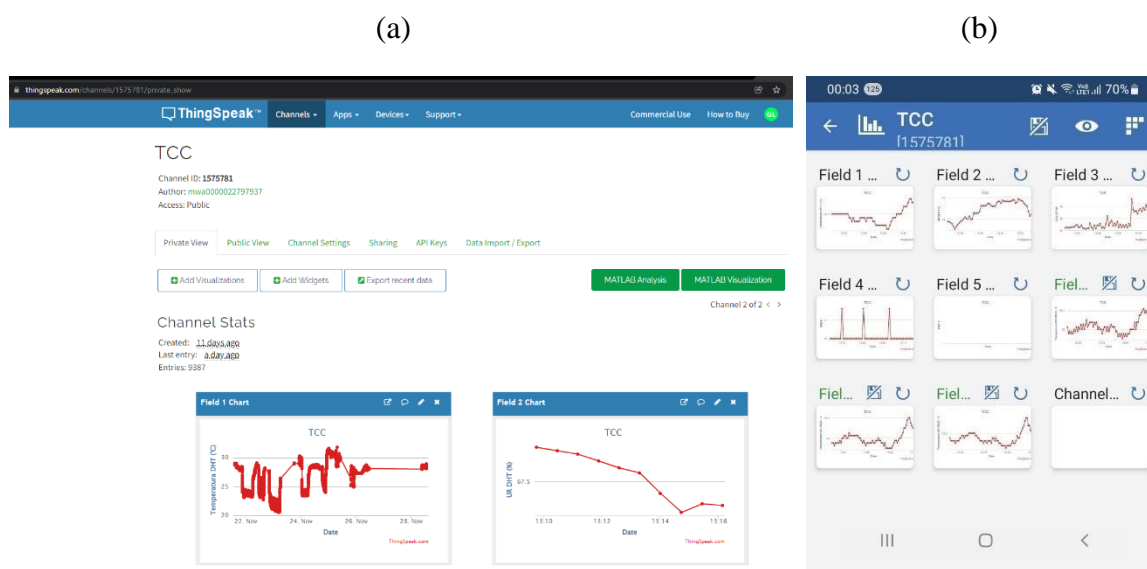 (a)
(b)
thingspeak.com/channels/1575781/private_show
ThingSpeak™ Channels Apps Devices Support Commercial Use How to Buy GL
TCC
Channel ID: 1575781
Author: mwa0000022797937
Access: Public
Private View Public View Channel Settings Sharing API Keys Data Import / Export
Add Visualizations Add Widgets Export recent data MATLAB Analysis MATLAB Visualization
Channel 2 of 2 < >
Channel Stats
Created: 11 days ago
Last entry: a day ago
Entries: 9387
Field 1 Chart
TCC
Temperatura DHT (°C)
30
25
20
22. Nov 24. Nov 26. Nov 28. Nov
Date
ThingSpeak.com
Field 2 Chart
TCC
UR DHT (%)
67.5
15:12 15:14 15:16
Date
ThingSpeak.com
00:03 125 70%
TCC
[1575781]
Field 1 ... Field 2 ... Field 3 ...
Field 4 ... Field 5 ... Fiel...
Fiel... Fiel... Channel...